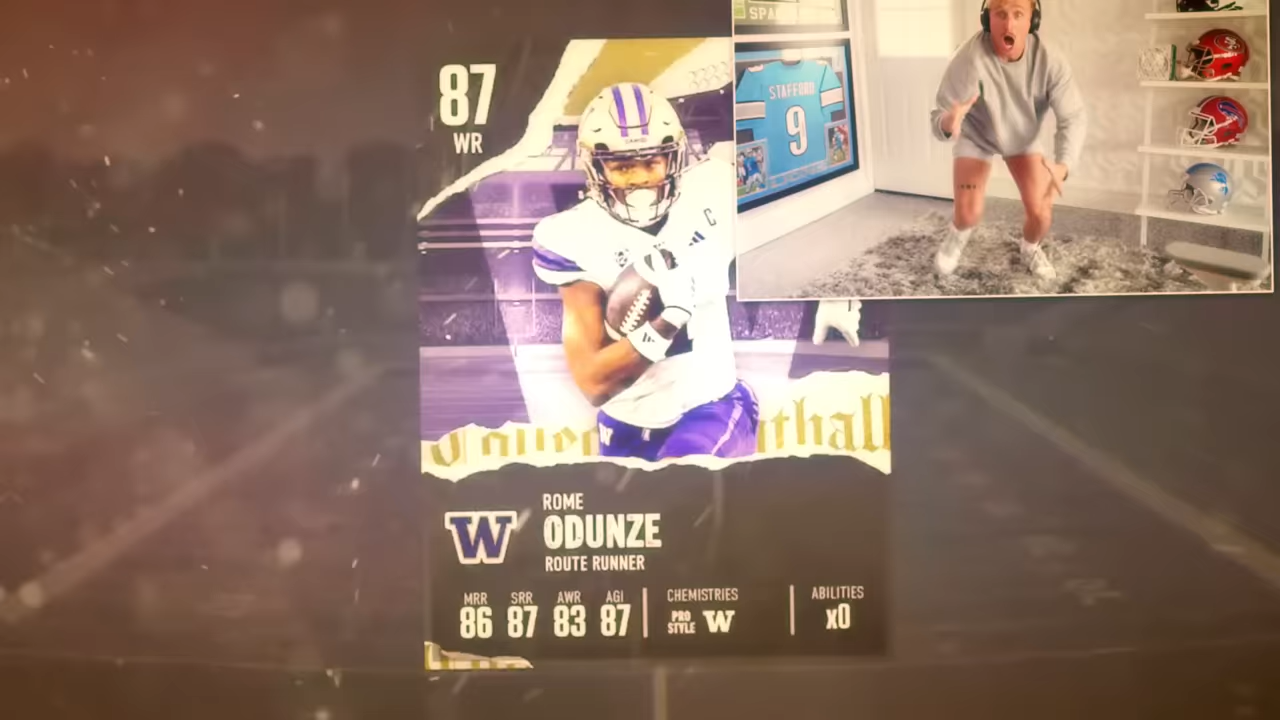 87
WR
SPA
STAFFORD
9
C
W
ROME
ODUNZE
ROUTE RUNNER
MRR SRR AWR AGI CHEMISTRIES ABILITIES
86 87 83 87 PRO STYLE W x0